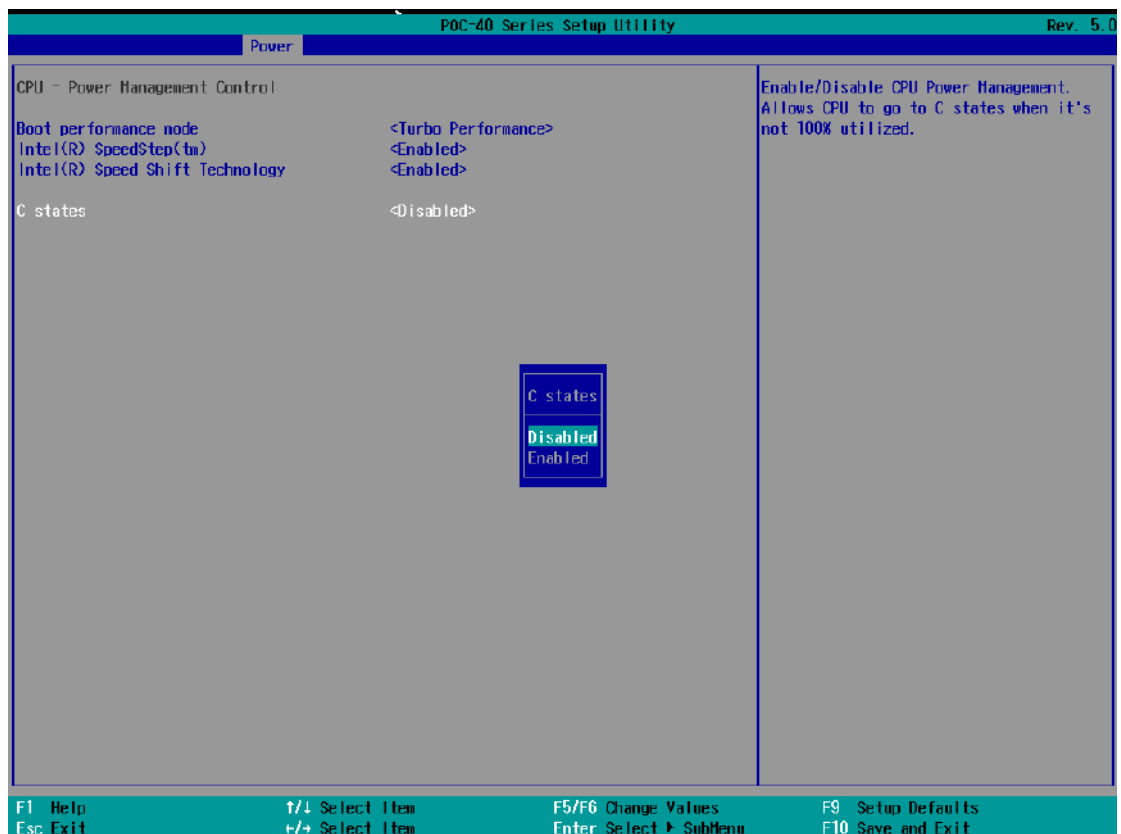 POC-40 Series Setup Utility Rev. 5.0
Power
CPU - Power Management Control
Boot performance mode <Turbo Performance>
Intel(R) SpeedStep(tm) <Enabled>
Intel(R) Speed Shift Technology <Enabled>
C states <Disabled>
Enable/Disable CPU Power Management.
Allows CPU to go to C states when it's
not 100% utilized.
C states
Disabled
Enabled
F1 Help ↑/↓ Select Item F5/F6 Change Values F9 Setup Defaults
Esc Exit ←/→ Select Item Enter Select ▶ SubMenu F10 Save and Exit